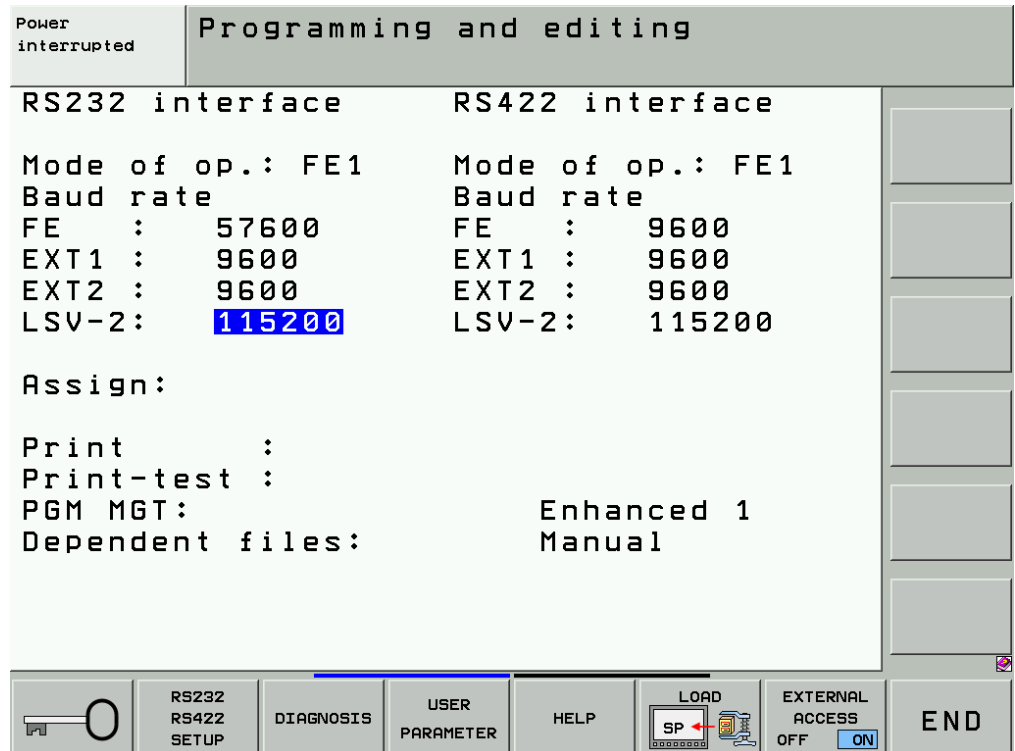 Power
interrupted
Programming and editing
RS232 interface RS422 interface
Mode of op.: FE1 Mode of op.: FE1
Baud rate Baud rate
FE : 57600 FE : 9600
EXT1 : 9600 EXT1 : 9600
EXT2 : 9600 EXT2 : 9600
LSV-2: 115200 LSV-2: 115200
Assign:
Print :
Print-test :
PGM MGT: Enhanced 1
Dependent files: Manual
RS232
RS422
SETUP
DIAGNOSIS
USER
PARAMETER
HELP
LOAD
SP
EXTERNAL
ACCESS
OFF ON
END